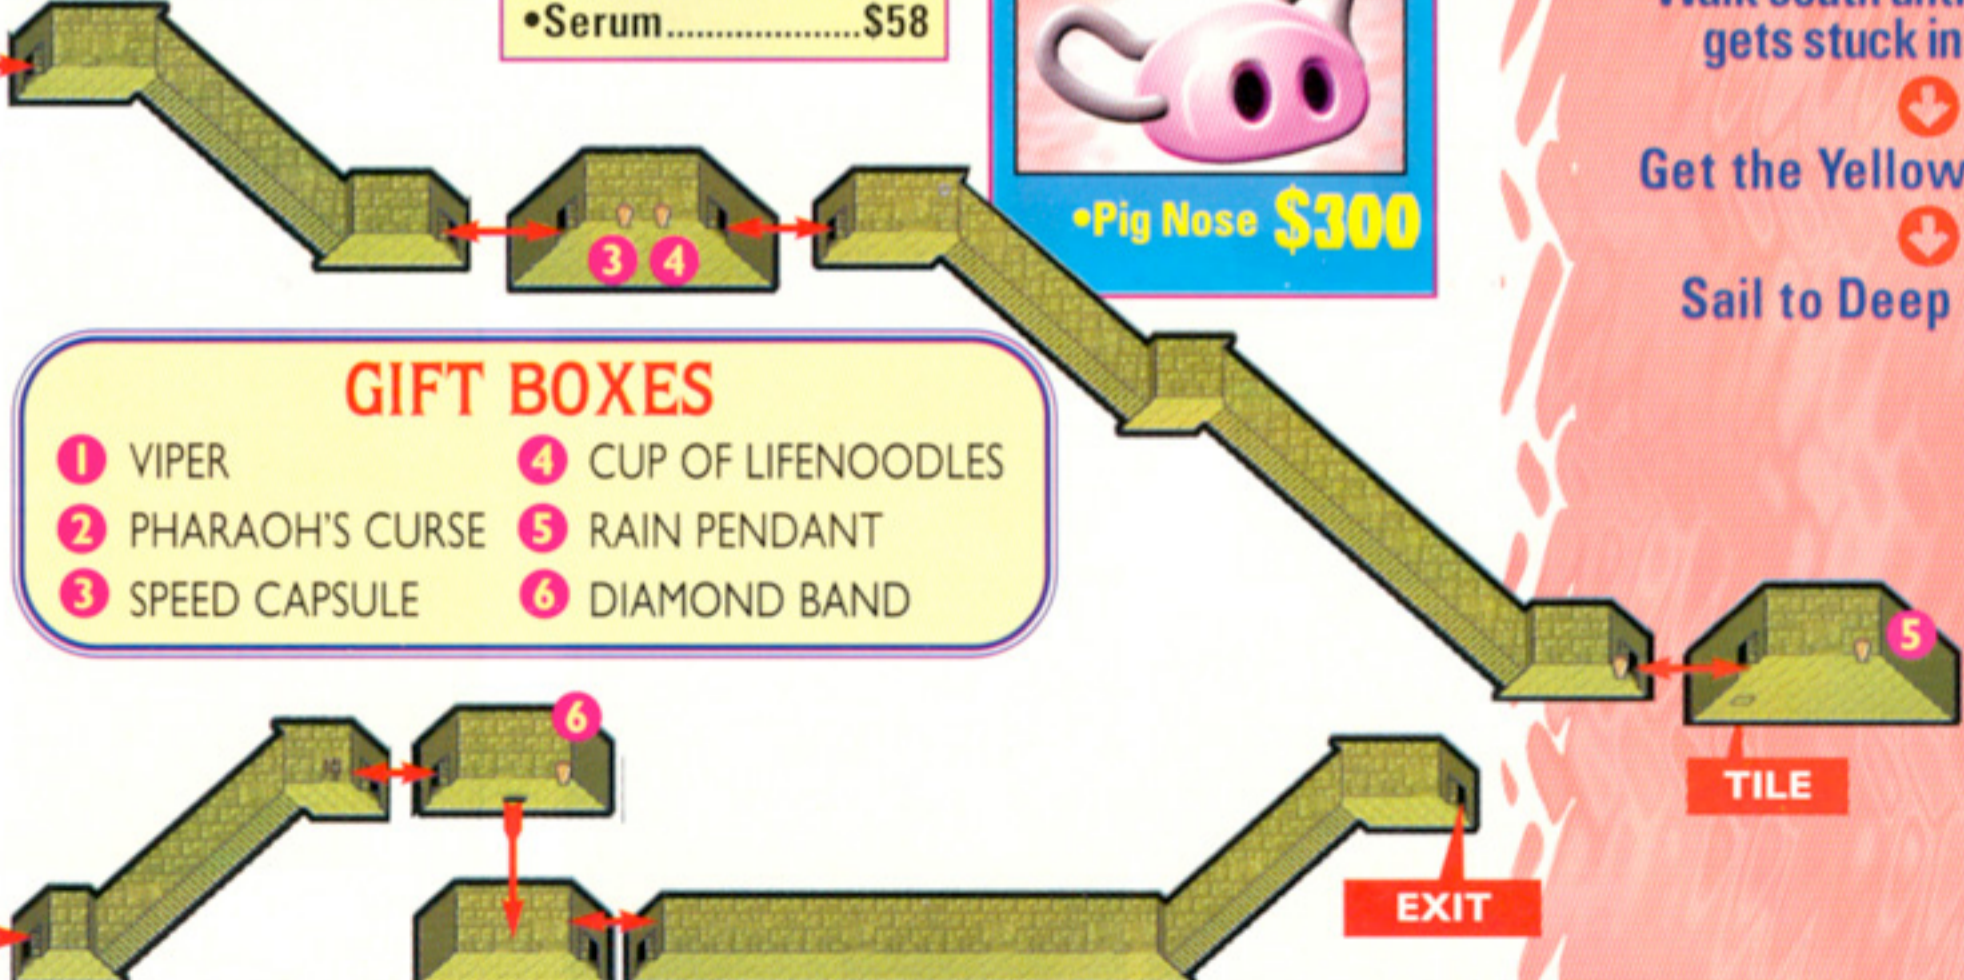 •Serum....................$58
gets stuck in
Get the Yellow
Sail to Deep
•Pig Nose $300
3 4
GIFT BOXES
1 VIPER
2 PHARAOH'S CURSE
3 SPEED CAPSULE
4 CUP OF LIFENOODLES
5 RAIN PENDANT
6 DIAMOND BAND
5
TILE
6
EXIT